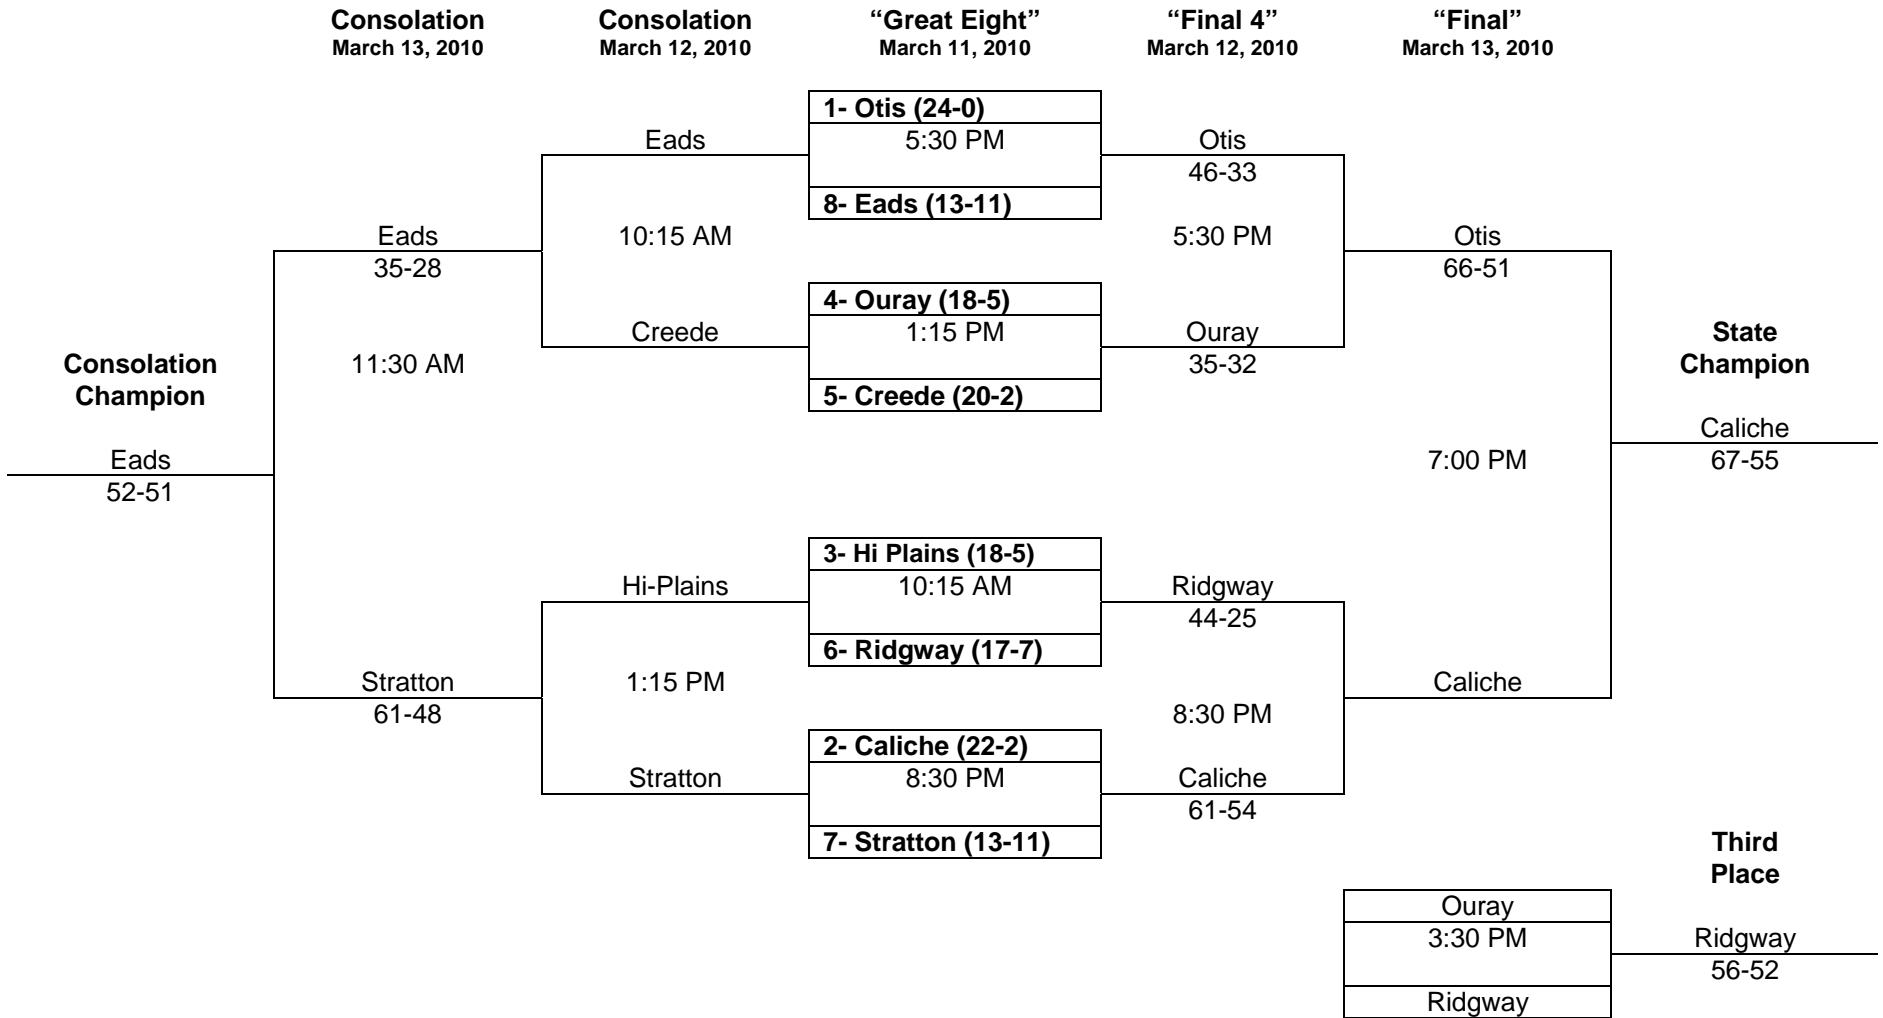 Consolation Consolation “Great Eight” “Final 4” “Final”
March 13, 2010 March 12, 2010 March 11, 2010 March 12, 2010 March 13, 2010
1- Otis (24-0)
Eads 5:30 PM Otis
46-33
8- Eads (13-11)
Eads 10:15 AM 5:30 PM Otis
35-28 66-51
4- Ouray (18-5)
Creede 1:15 PM Ouray State
Consolation 11:30 AM 35-32 Champion
Champion 5- Creede (20-2)
Caliche
Eads 7:00 PM 67-55
52-51
3- Hi Plains (18-5)
Hi-Plains 10:15 AM Ridgway
44-25
6- Ridgway (17-7)
Stratton 1:15 PM Caliche
61-48 8:30 PM
2- Caliche (22-2)
Stratton 8:30 PM Caliche
61-54
7- Stratton (13-11) Third
Place
Ouray
3:30 PM Ridgway
56-52
Ridgway